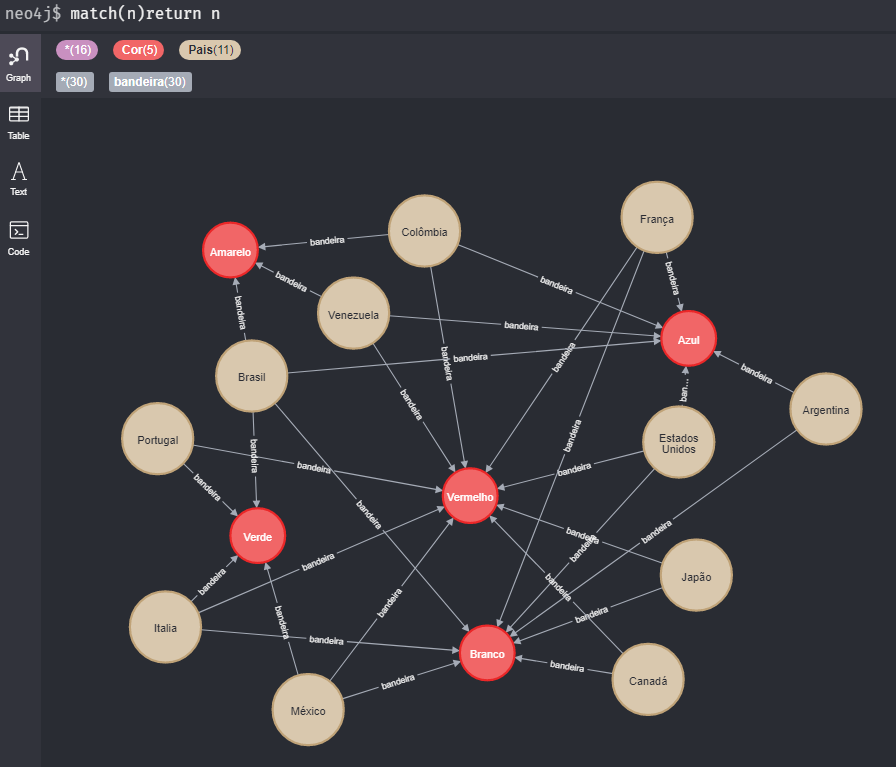 neo4j$ match(n)return n
*(16) Cor(5) Pais(11)
*(30) bandeira(30)
Graph
Table
Text
Code
Colômbia
França
Amarelo
bandeira
bandeira
bandeira
bandeira
Venezuela
bandeira
bandeira
bandeira
Azul
bandeira
bandeira
bandeira
Brasil
bandeira
ban...
bandeira
Argentina
Portugal
bandeira
bandeira
Estados
Unidos
bandeira
bandeira
bandeira
Vermelho
bandeira
bandeira
Verde
bandeira
bandeira
bandeira
bandeira
bandeira
Japão
bandeira
bandeira
bandeira
bandeira
Italia
bandeira
Branco
bandeira
bandeira
Canadá
México